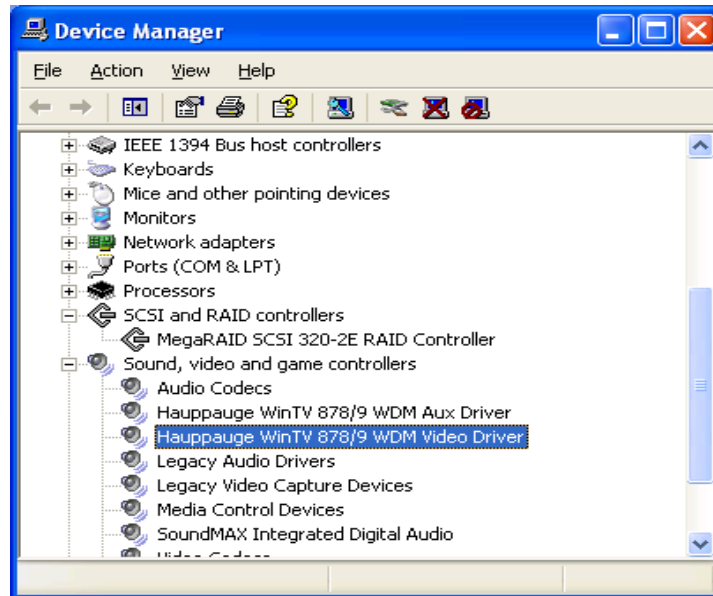 Device Manager
File Action View Help
IEEE 1394 Bus host controllers
Keyboards
Mice and other pointing devices
Monitors
Network adapters
Ports (COM & LPT)
Processors
SCSI and RAID controllers
MegaRAID SCSI 320-2E RAID Controller
Sound, video and game controllers
Audio Codecs
Hauppauge WinTV 878/9 WDM Aux Driver
Hauppauge WinTV 878/9 WDM Video Driver
Legacy Audio Drivers
Legacy Video Capture Devices
Media Control Devices
SoundMAX Integrated Digital Audio